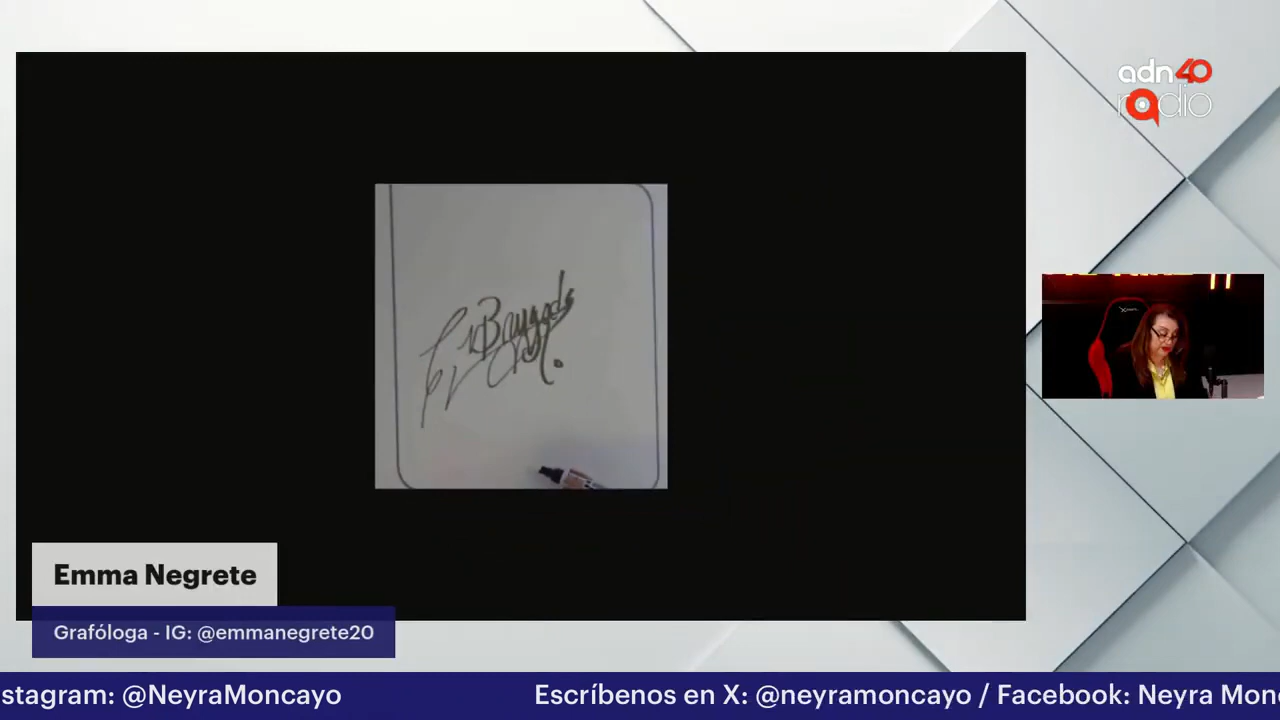 adn40
radio
Emma Negrete
Grafóloga - IG: @emmanegrete20
stagram: @NeyraMoncayo Escríbenos en X: @neyramoncayo / Facebook: Neyra Mon